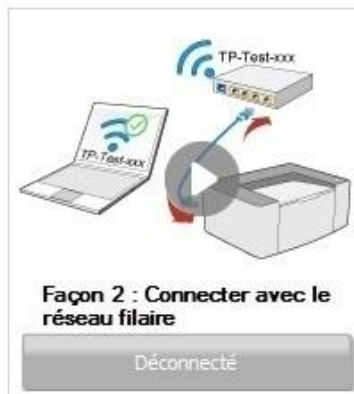 TP-Test-xxx
TP-Test-xxx
Façon 2 : Connecter avec le
réseau filaire
Déconnecté